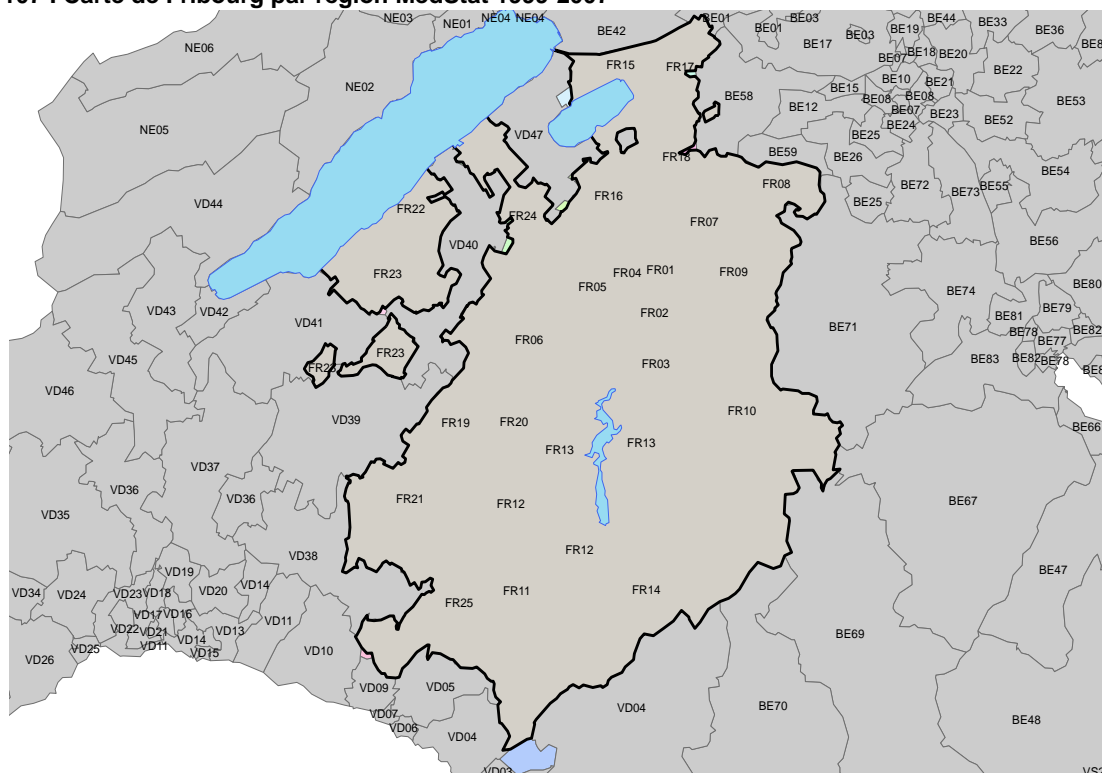 107 : Carte de Fribourg par région MedStat 1998-2007
NE03 NE04 NE04 BE01 BE03 BE44 BE33 BE36
NE01 BE42 BE01 BE03 BE19
NE06 BE17 BE18 BE20
FR15 FR17 BE07 BE22
NE02 BE10 BE21
BE58 BE15 BE08 BE08 BE53
NE05 VD47 BE12 BE07 BE23 BE52
BE25 BE24
FR18 BE59 BE26
FR08 BE72 BE73 BE55 BE54
VD44 FR22 FR24 FR16 BE25
FR07
VD40 BE56
FR23 FR04 FR01 FR09
FR05 BE74 BE80
VD43 VD42 VD41 FR02 BE71 BE81 BE79
BE78 BE82
VD45 FR23 FR06 BE83 BE82 BE77 BE78
FR23 FR03
VD46
VD39 FR19 FR20 FR10 BE66
FR13 FR13
VD37
VD36 VD36 FR21 FR12 BE67
VD35
VD38 FR12
VD19 BE47
VD34 VD24 VD23 VD18 VD20 VD14 FR11 FR14
FR25
VD17 VD16 VD11
VD22 VD21 VD14 VD13 BE69
VD26 VD25 VD11 VD15 VD10
VD09 VD05
VD07 VD04 BE70 BE48
VD06 VD04
VD03